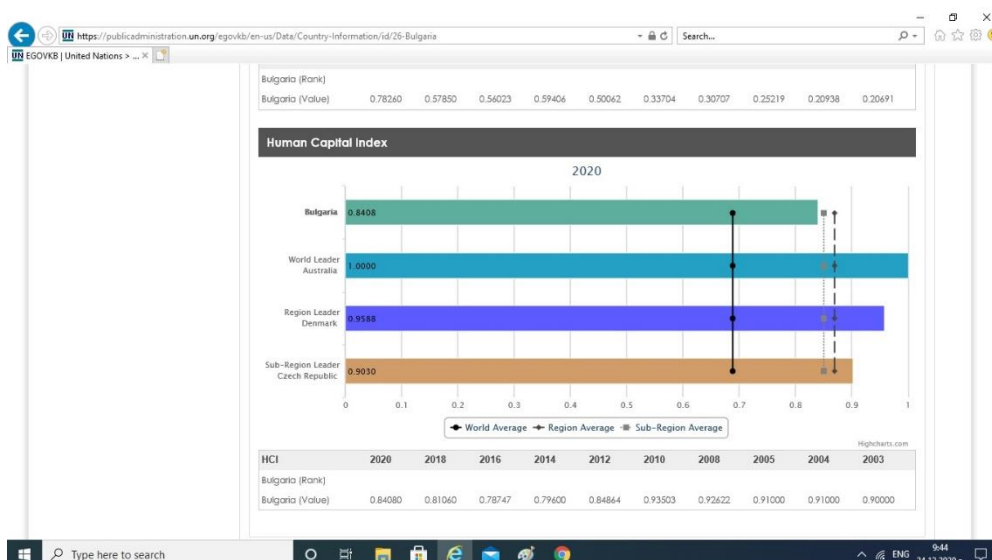 https://publicadministration.un.org/egovkb/en-us/Data/Country-Information/id/26-Bulgaria
Search...
UN EGOVKB | United Nations > ...
Bulgaria (Rank)
Bulgaria (Value) 0.78260 0.57850 0.56023 0.59406 0.50062 0.33704 0.30707 0.25219 0.20938 0.20691
Human Capital Index
2020
Bulgaria 0.8408
World Leader
Australia 1.0000
Region Leader
Denmark 0.9588
Sub-Region Leader
Czech Republic 0.9030
0 0.1 0.2 0.3 0.4 0.5 0.6 0.7 0.8 0.9 1
World Average Region Average Sub-Region Average
Highcharts.com
HCI 2020 2018 2016 2014 2012 2010 2008 2005 2004 2003
Bulgaria (Rank)
Bulgaria (Value) 0.84080 0.81060 0.78747 0.79600 0.84864 0.93503 0.92622 0.91000 0.91000 0.90000
Type here to search
ENG
9:44